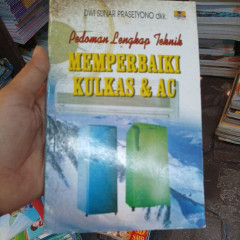 DWI SUNAR PRASETYONO dkk.
Pedoman Lengkap Teknik
MEMPERBAIKI
KULKAS & AC